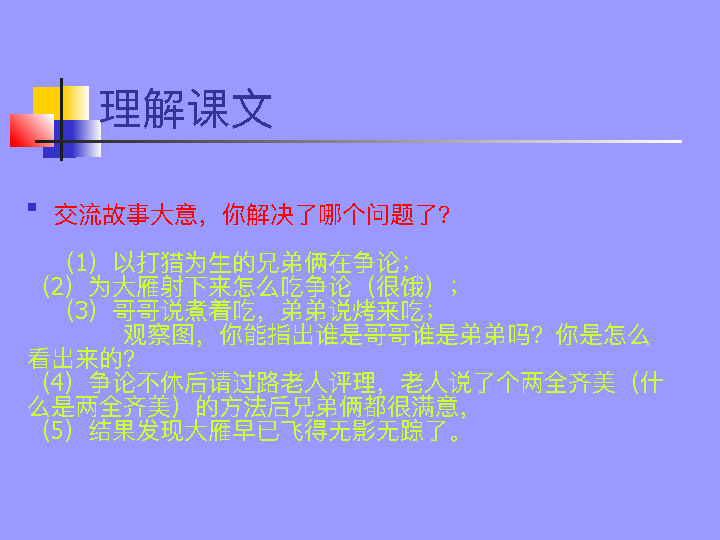 理解课文
交流故事大意，你解决了哪个问题了？
（1）以打猎为生的兄弟俩在争论；
（2）为大雁射下来怎么吃争论（很饿）；
（3）哥哥说煮着吃，弟弟说烤来吃；
观察图，你能指出谁是哥哥谁是弟弟吗？你是怎么
看出来的？
（4）争论不休后请过路老人评理，老人说了个两全齐美（什
么是两全齐美）的方法后兄弟俩都很满意，
（5）结果发现大雁早已飞得无影无踪了。